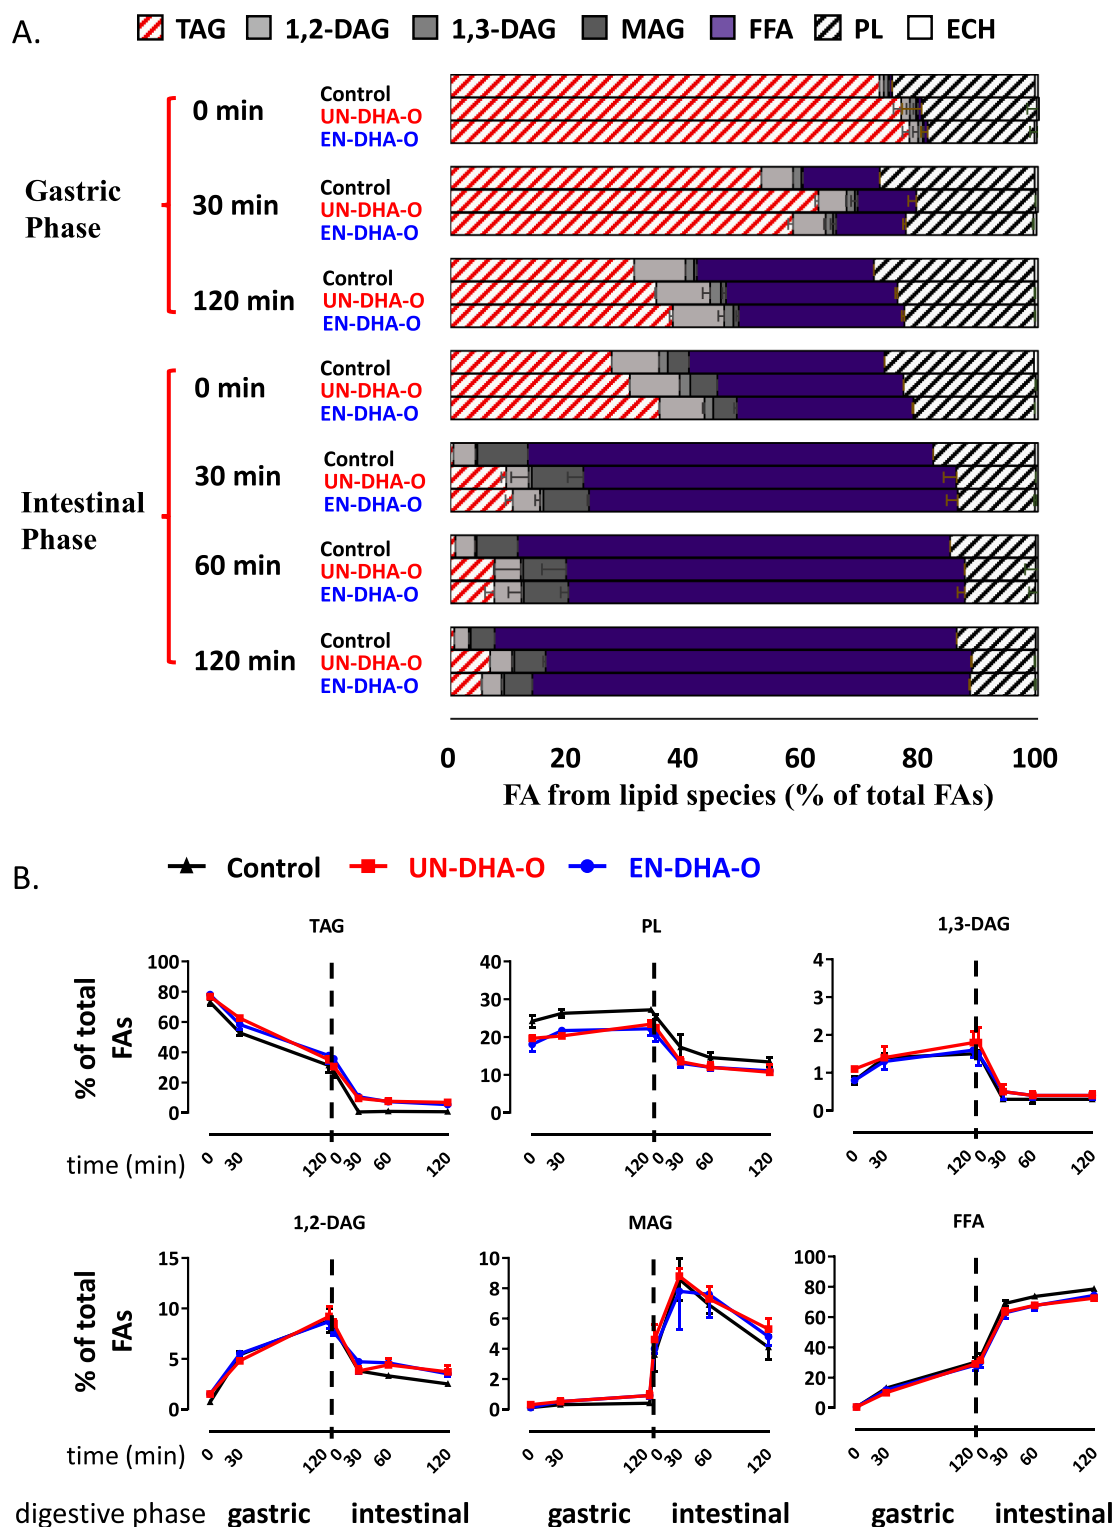 A.
TAG 1,2-DAG 1,3-DAG MAG FFA PL ECH
Gastric Phase
0 min
Control
UN-DHA-O
EN-DHA-O
30 min
Control
UN-DHA-O
EN-DHA-O
120 min
Control
UN-DHA-O
EN-DHA-O
Intestinal Phase
0 min
Control
UN-DHA-O
EN-DHA-O
30 min
Control
UN-DHA-O
EN-DHA-O
60 min
Control
UN-DHA-O
EN-DHA-O
120 min
Control
UN-DHA-O
EN-DHA-O
0 20 40 60 80 100
FA from lipid species (% of total FAs)
B.
Control UN-DHA-O EN-DHA-O
TAG
% of total FAs
100
80
60
40
20
0
PL
40
30
20
10
0
1,3-DAG
4
3
2
1
0
time (min) 0 30 120 0 30 60 120
0 30 120 0 30 60 120
0 30 120 0 30 60 120
1,2-DAG
% of total FAs
15
10
5
0
MAG
10
8
6
4
2
0
FFA
100
80
60
40
20
0
time (min) 0 30 120 0 30 60 120
0 30 120 0 30 60 120
0 30 120 0 30 60 120
digestive phase gastric intestinal gastric intestinal gastric intestinal